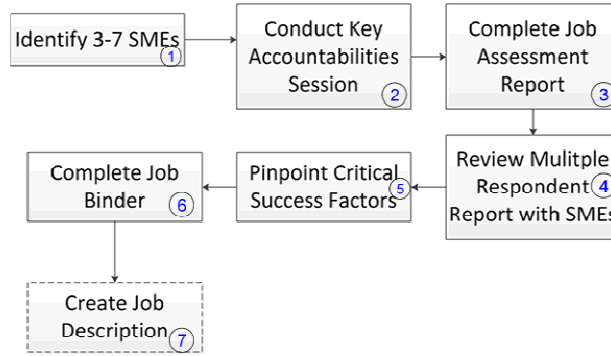 Identify 3-7 SMEs
1
Conduct Key
Accountabilities
Session
2
Complete Job
Assessment
Report
3
Review Mulitple
Respondent
Report with SMEs
4
Pinpoint Critical
Success Factors
5
Complete Job
Binder
6
Create Job
Description
7